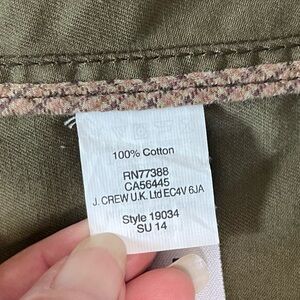 100% Cotton
RN77388
CA56445
J. CREW U.K. Ltd EC4V 6JA
Style 19034
SU 14